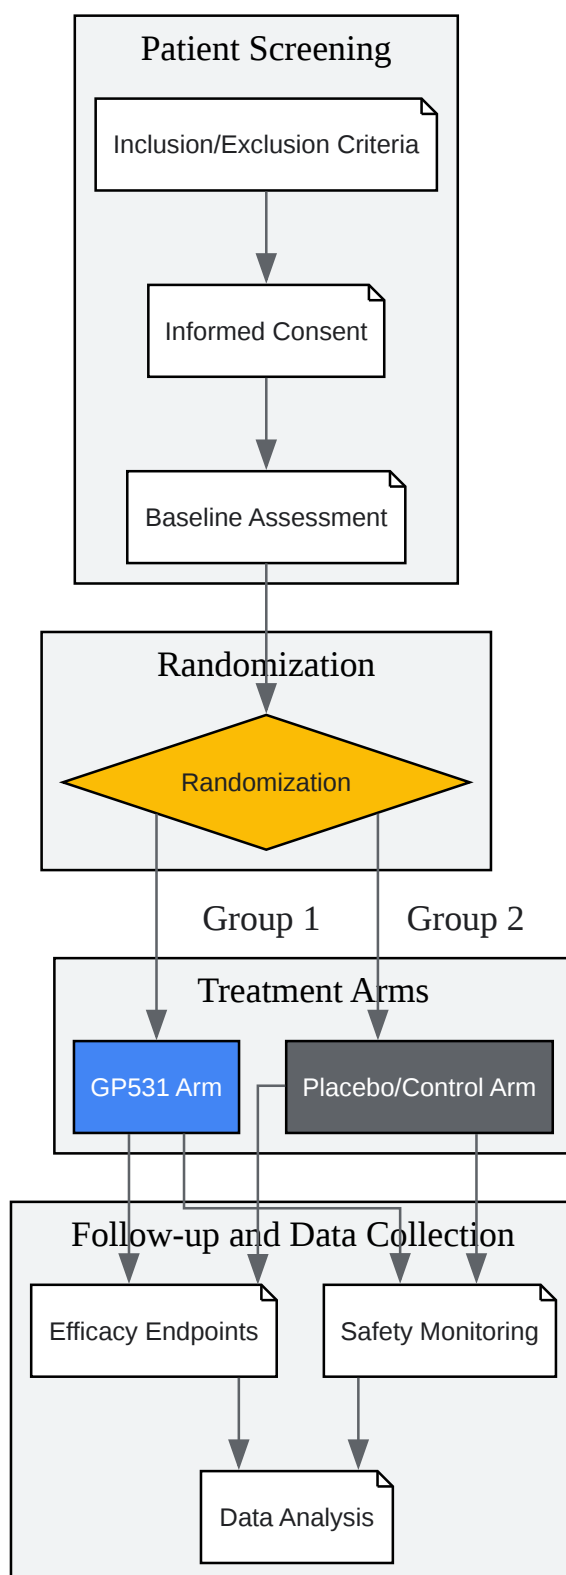 Patient Screening
Inclusion/Exclusion Criteria
Informed Consent
Baseline Assessment
Randomization
Randomization
Group 1
Group 2
Treatment Arms
GP531 Arm
Placebo/Control Arm
Follow-up and Data Collection
Efficacy Endpoints
Safety Monitoring
Data Analysis